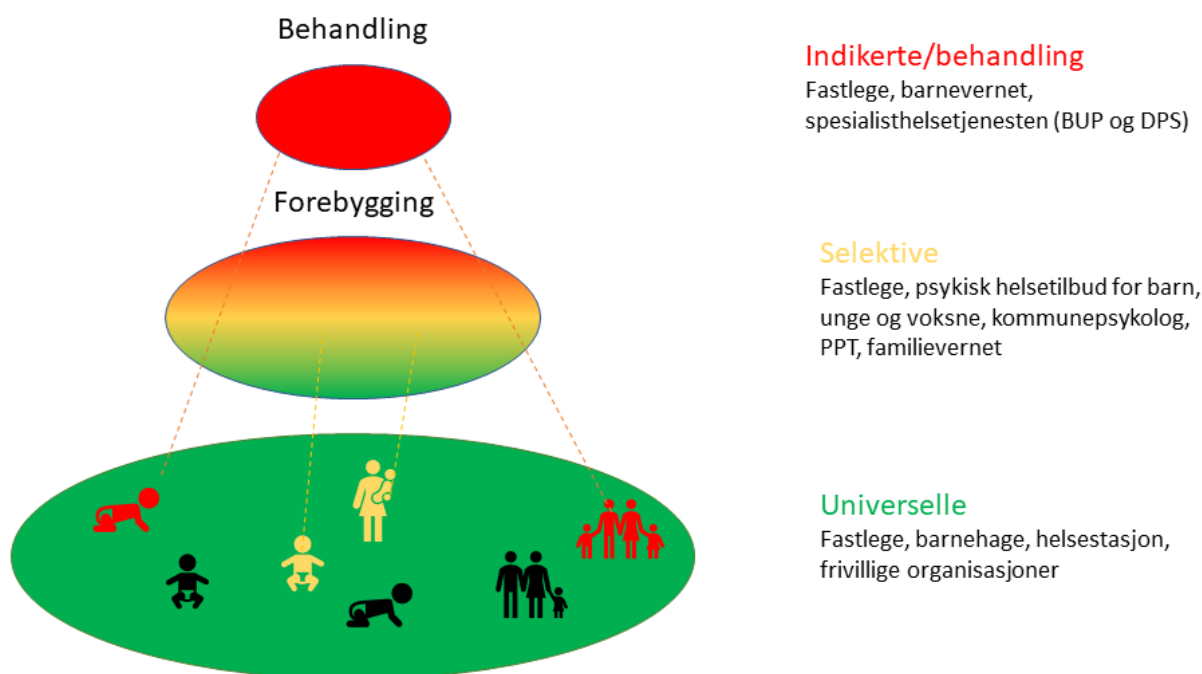 Behandling
Indikerte/behandling
Fastlege, barnevernet,
spesialisthelsetjenesten (BUP og DPS)
Forebygging
Selektive
Fastlege, psykisk helsetilbud for barn,
unge og voksne, kommunepsykolog,
PPT, familievernet
Universelle
Fastlege, barnehage, helsestasjon,
frivillige organisasjoner